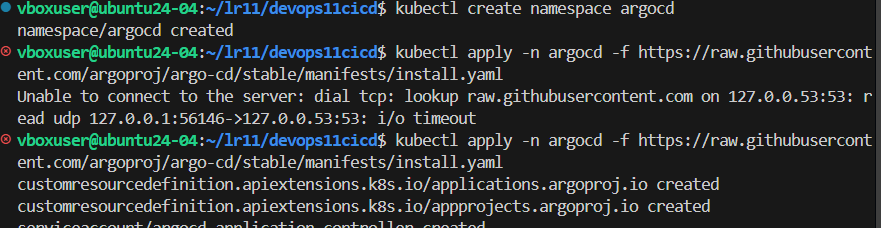 vboxuser@ubuntu24-04:~/lr11/devops11cicd$ kubectl create namespace argocd
namespace/argocd created
vboxuser@ubuntu24-04:~/lr11/devops11cicd$ kubectl apply -n argocd -f https://raw.githubusercont
ent.com/argoproj/argo-cd/stable/manifests/install.yaml
Unable to connect to the server: dial tcp: lookup raw.githubusercontent.com on 127.0.0.53:53: r
ead udp 127.0.0.1:56146->127.0.0.53:53: i/o timeout
vboxuser@ubuntu24-04:~/lr11/devops11cicd$ kubectl apply -n argocd -f https://raw.githubusercont
ent.com/argoproj/argo-cd/stable/manifests/install.yaml
customresourcedefinition.apiextensions.k8s.io/applications.argoproj.io created
customresourcedefinition.apiextensions.k8s.io/appprojects.argoproj.io created
serviceaccount/argocd-application-controller created